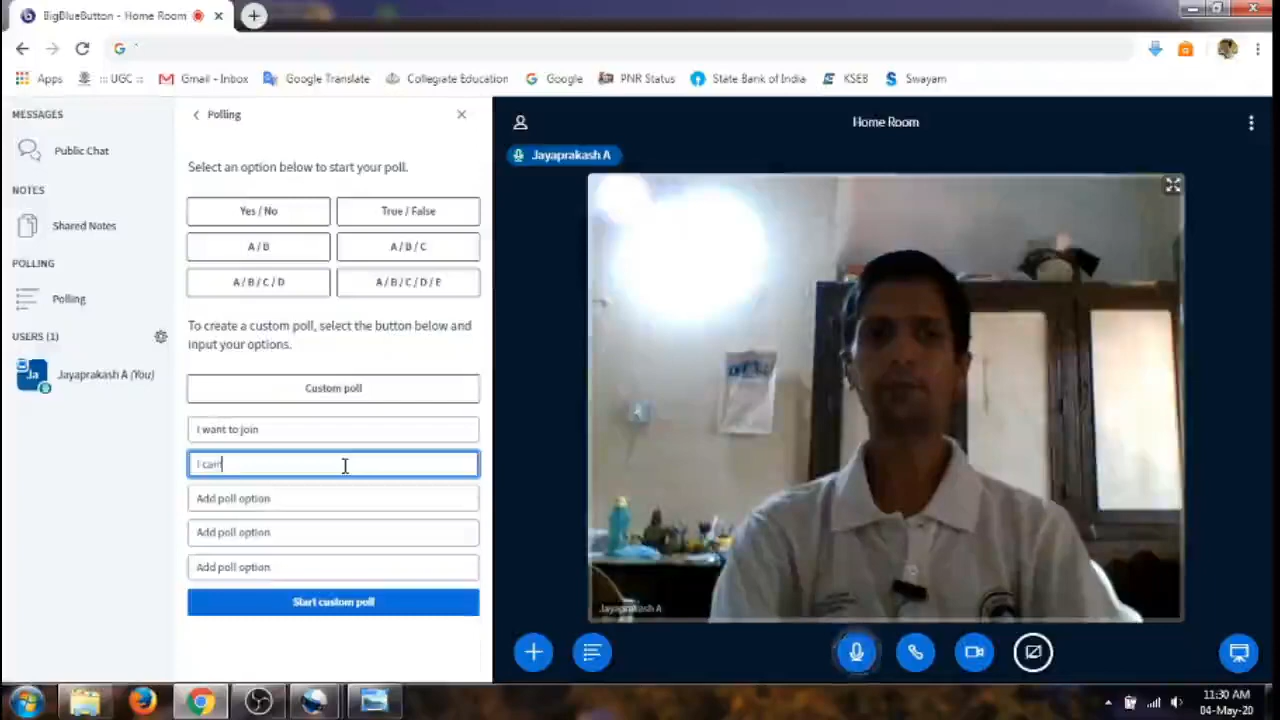 BigBlueButton - Home Room
Apps
::: UGC ::
Gmail - Inbox
Google Translate
Collegiate Education
Google
PNR Status
State Bank of India
KSEB
Swayam
MESSAGES
Public Chat
NOTES
Shared Notes
POLLING
Polling
USERS (1)
Ja
Jayaprakash A (You)
Polling
Select an option below to start your poll.
Yes / No
True / False
A / B
A / B / C
A / B / C / D
A / B / C / D / E
To create a custom poll, select the button below and
input your options.
Custom poll
I want to join
I cam
Add poll option
Add poll option
Add poll option
Start custom poll
Home Room
Jayaprakash A
Jayaprakash A
11:30 AM
04-May-20